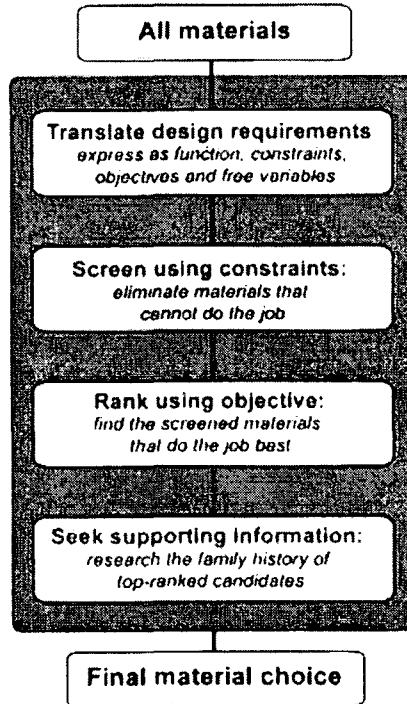 All materials
Translate design requirements
express as function, constraints,
objectives and free variables
Screen using constraints:
eliminate materials that
cannot do the job
Rank using objective:
find the screened materials
that do the job best
Seek supporting information:
research the family history of
top-ranked candidates
Final material choice